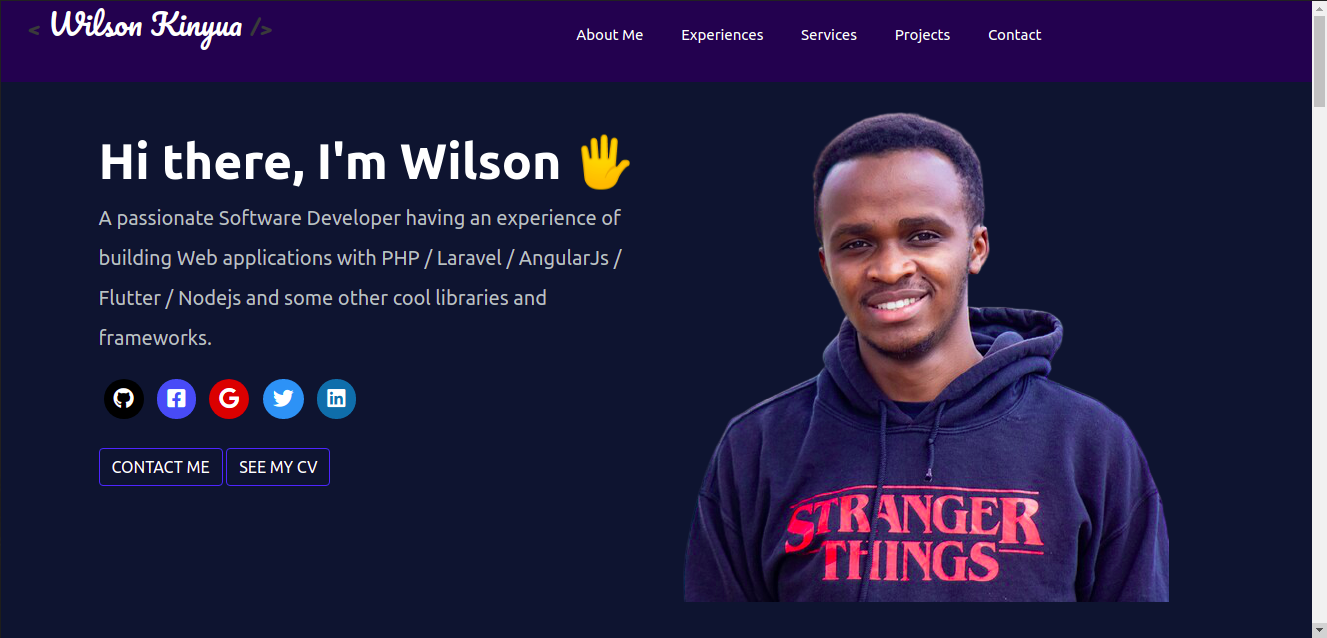 < Wilson Kinyua />
About Me Experiences Services Projects Contact
Hi there, I'm Wilson 🖐
A passionate Software Developer having an experience of
building Web applications with PHP / Laravel / AngularJs /
Flutter / Nodejs and some other cool libraries and
frameworks.
CONTACT ME SEE MY CV
STRANGER
THINGS